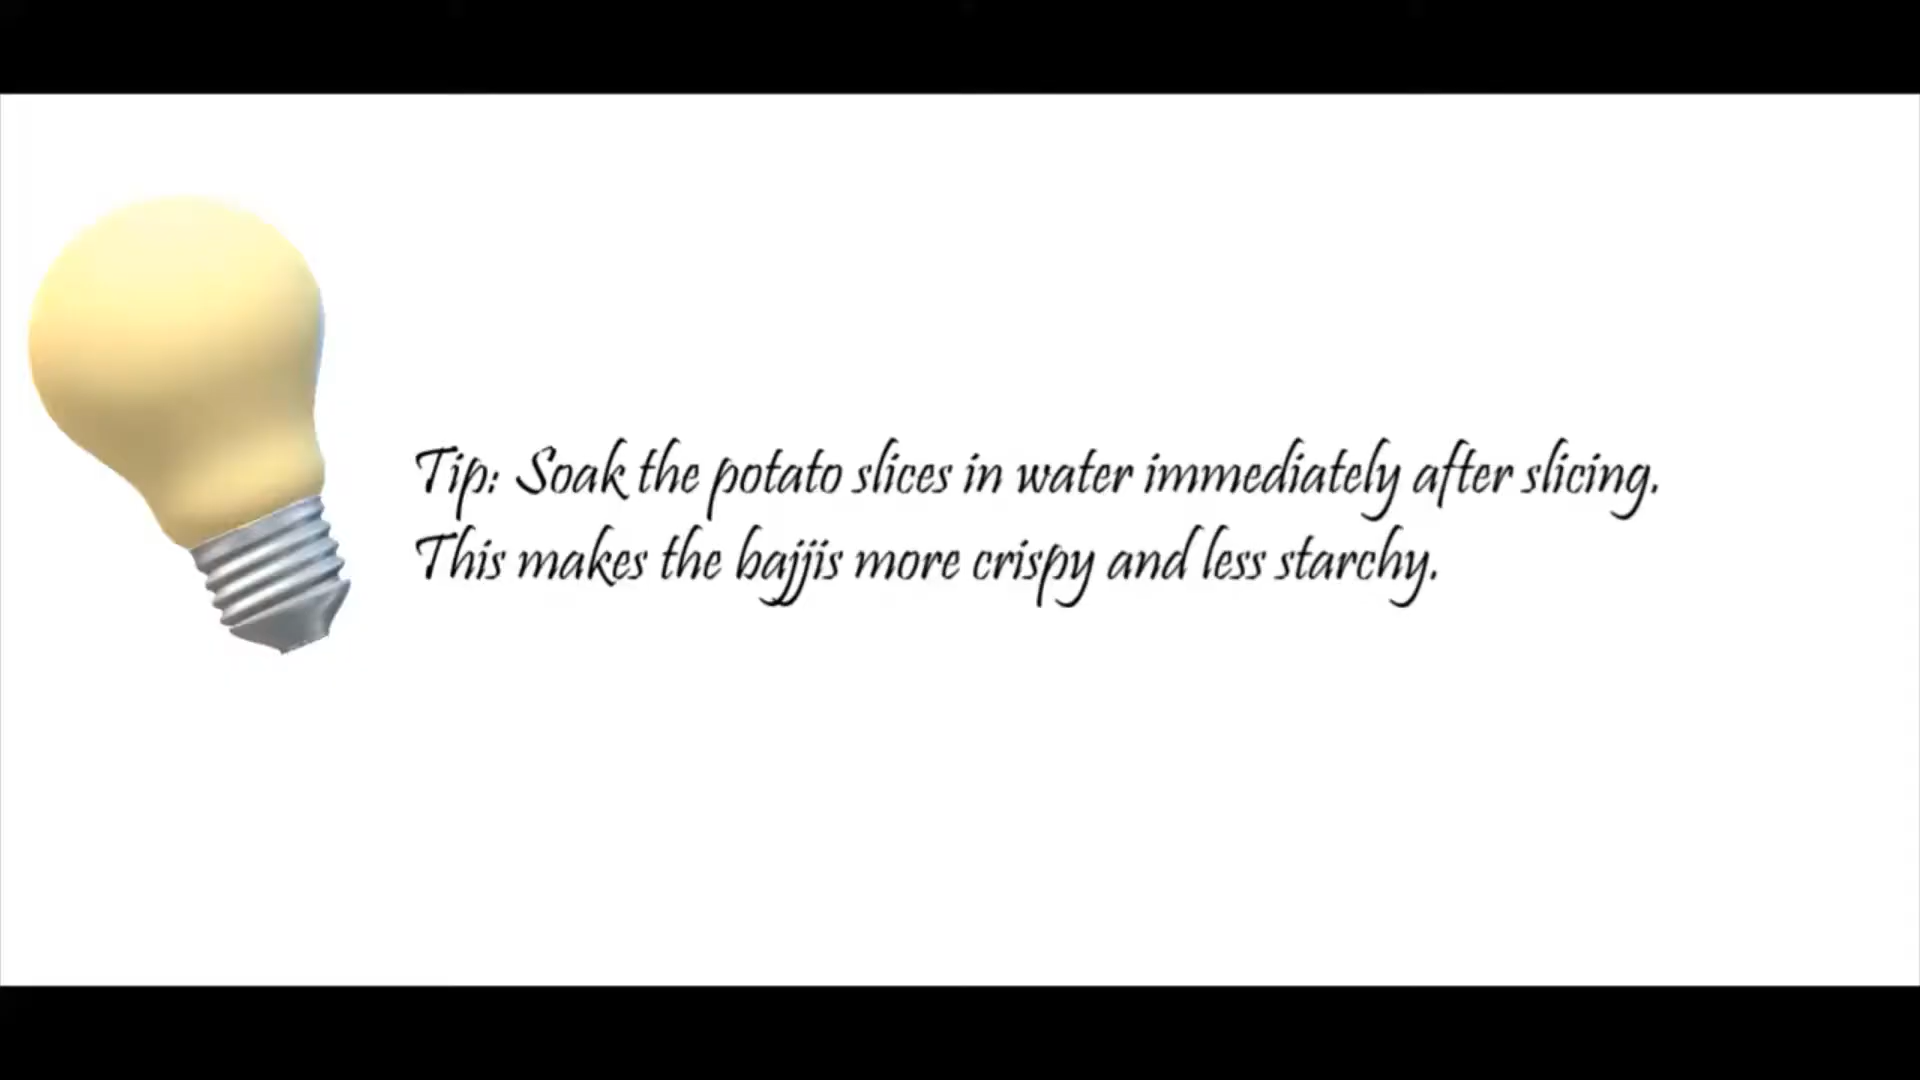 Tip: Soak the potato slices in water immediately after slicing.
This makes the bajjis more crispy and less starchy.